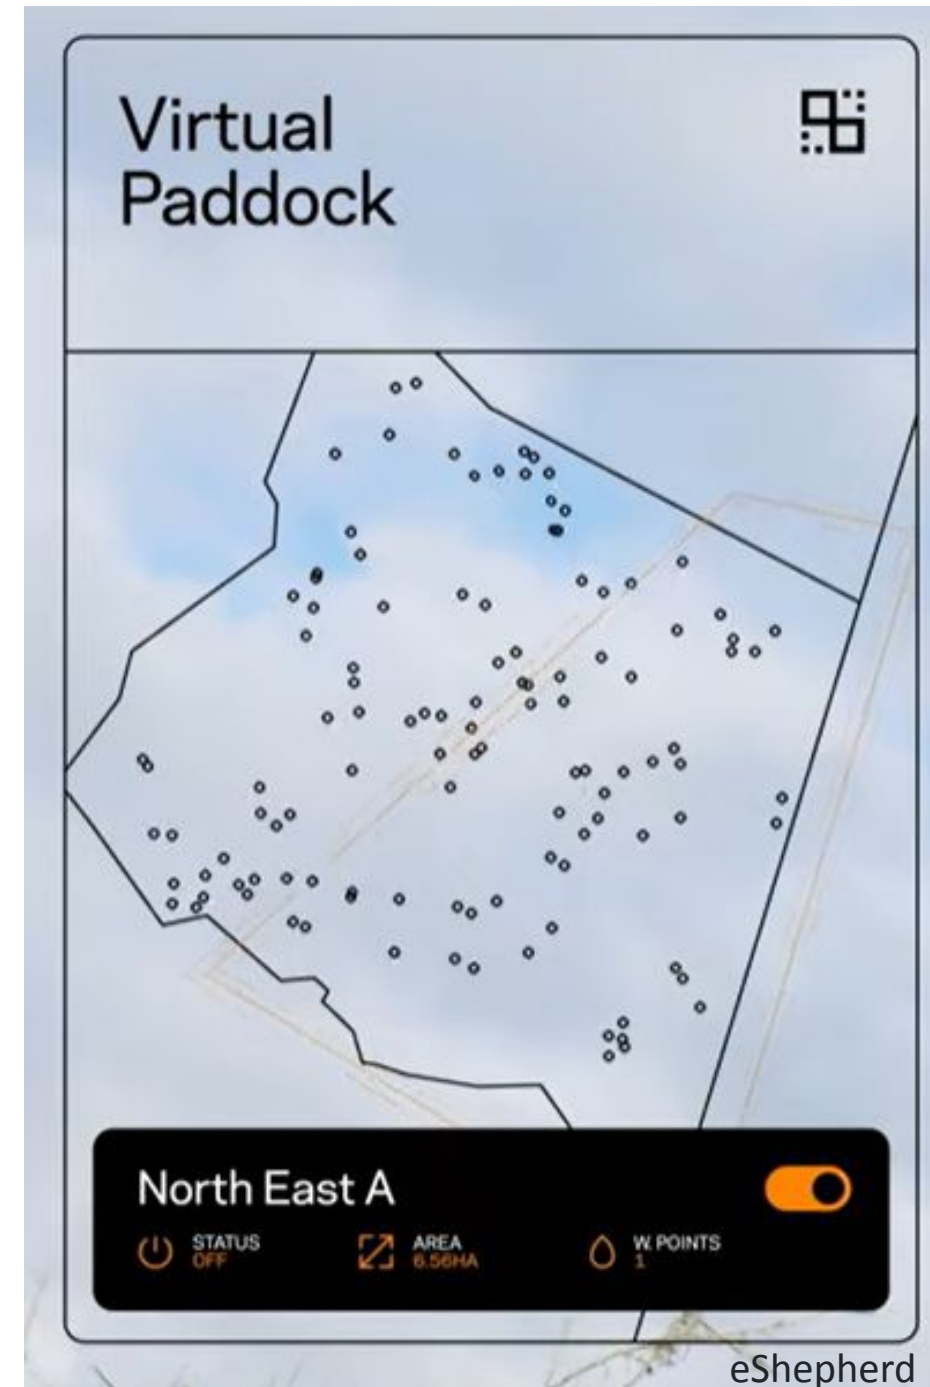 Virtual
Paddock
North East A
STATUS
OFF
AREA
6.56HA
W. POINTS
1
eShepherd